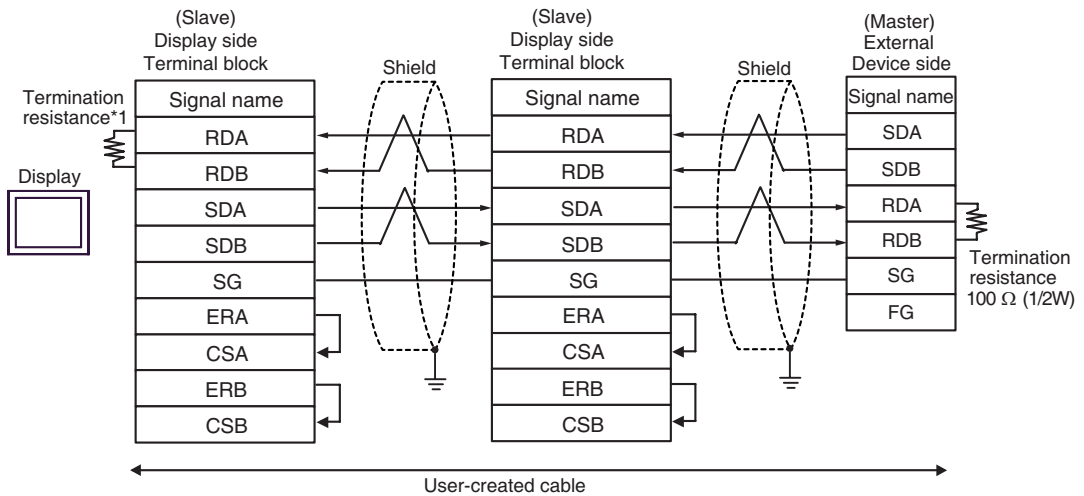 (Slave)
Display side
Terminal block
(Slave)
Display side
Terminal block
(Master)
External
Device side
Termination
resistance*1
Display
Signal name
RDA
RDB
SDA
SDB
SG
ERA
CSA
ERB
CSB
Shield
Signal name
RDA
RDB
SDA
SDB
SG
ERA
CSA
ERB
CSB
Shield
Signal name
SDA
SDB
RDA
RDB
SG
FG
Termination
resistance
100 Ω (1/2W)
User-created cable